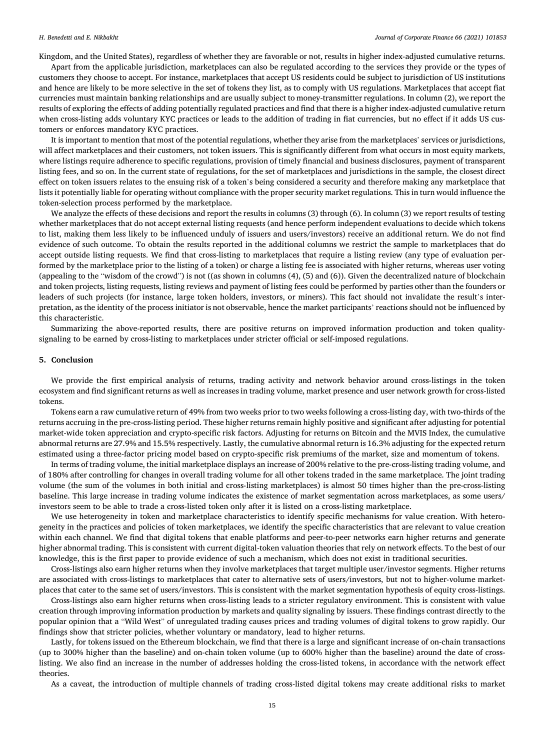 H. Benedetti and E. Nikbakht
Journal of Corporate Finance 66 (2021) 101853
Kingdom, and the United States), regardless of whether they are favorable or not, results in higher index-adjusted cumulative returns.
Apart from the applicable jurisdiction, marketplaces can also be regulated according to the services they provide or the types of
customers they choose to accept. For instance, marketplaces that accept US residents could be subject to jurisdiction of US institutions
and hence are likely to be more selective in the set of tokens they list, as to comply with US regulations. Marketplaces that accept fiat
currencies must maintain banking relationships and are usually subject to money-transmitter regulations. In column (2), we report the
results of exploring the effects of adding potentially regulated practices and find that there is a higher index-adjusted cumulative return
when cross-listing adds voluntary KYC practices or leads to the addition of trading in fiat currencies, but no effect if it adds US cus-
tomers or enforces mandatory KYC practices.
It is important to mention that most of the potential regulations, whether they arise from the marketplaces' services or jurisdictions,
will affect marketplaces and their customers, not token issuers. This is significantly different from what occurs in most equity markets,
where listings require adherence to specific regulations, provision of timely financial and business disclosures, payment of transparent
listing fees, and so on. In the current state of regulations, for the set of marketplaces and jurisdictions in the sample, the closest direct
effect on token issuers relates to the ensuing risk of a token's being considered a security and therefore making any marketplace that
lists it potentially liable for operating without compliance with the proper security market regulations. This in turn would influence the
token-selection process performed by the marketplace.
We analyze the effects of these decisions and report the results in columns (3) through (6). In column (3) we report results of testing
whether marketplaces that do not accept external listing requests (and hence perform independent evaluations to decide which tokens
to list, making them less likely to be influenced unduly of issuers and users/investors) receive an additional return. We do not find
evidence of such outcome. To obtain the results reported in the additional columns we restrict the sample to marketplaces that do
accept outside listing requests. We find that cross-listing to marketplaces that require a listing review (any type of evaluation per-
formed by the marketplace prior to the listing of a token) or charge a listing fee is associated with higher returns, whereas user voting
(appealing to the "wisdom of the crowd") is not ((as shown in columns (4), (5) and (6)). Given the decentralized nature of blockchain
and token projects, listing requests, listing reviews and payment of listing fees could be performed by parties other than the founders or
leaders of such projects (for instance, large token holders, investors, or miners). This fact should not invalidate the result's inter-
pretation, as the identity of the process initiator is not observable, hence the market participants' reactions should not be influenced by
this characteristic.
Summarizing the above-reported results, there are positive returns on improved information production and token quality-
signaling to be earned by cross-listing to marketplaces under stricter official or self-imposed regulations.
5. Conclusion
We provide the first empirical analysis of returns, trading activity and network behavior around cross-listings in the token
ecosystem and find significant returns as well as increases in trading volume, market presence and user network growth for cross-listed
tokens.
Tokens earn a raw cumulative return of 49% from two weeks prior to two weeks following a cross-listing day, with two-thirds of the
returns accruing in the pre-cross-listing period. These higher returns remain highly positive and significant after adjusting for potential
market-wide token appreciation and crypto-specific risk factors. Adjusting for returns on Bitcoin and the MVIS Index, the cumulative
abnormal returns are 27.9% and 15.5% respectively. Lastly, the cumulative abnormal return is 16.3% adjusting for the expected return
estimated using a three-factor pricing model based on crypto-specific risk premiums of the market, size and momentum of tokens.
In terms of trading volume, the initial marketplace displays an increase of 200% relative to the pre-cross-listing trading volume, and
of 180% after controlling for changes in overall trading volume for all other tokens traded in the same marketplace. The joint trading
volume (the sum of the volumes in both initial and cross-listing marketplaces) is almost 50 times higher than the pre-cross-listing
baseline. This large increase in trading volume indicates the existence of market segmentation across marketplaces, as some users/
investors seem to be able to trade a cross-listed token only after it is listed on a cross-listing marketplace.
We use heterogeneity in token and marketplace characteristics to identify specific mechanisms for value creation. With hetero-
geneity in the practices and policies of token marketplaces, we identify the specific characteristics that are relevant to value creation
within each channel. We find that digital tokens that enable platforms and peer-to-peer networks earn higher returns and generate
higher abnormal trading. This is consistent with current digital-token valuation theories that rely on network effects. To the best of our
knowledge, this is the first paper to provide evidence of such a mechanism, which does not exist in traditional securities.
Cross-listings also earn higher returns when they involve marketplaces that target multiple user/investor segments. Higher returns
are associated with cross-listings to marketplaces that cater to alternative sets of users/investors, but not to higher-volume market-
places that cater to the same set of users/investors. This is consistent with the market segmentation hypothesis of equity cross-listings.
Cross-listings also earn higher returns when cross-listing leads to a stricter regulatory environment. This is consistent with value
creation through improving information production by markets and quality signaling by issuers. These findings contrast directly to the
popular opinion that a "Wild West" of unregulated trading causes prices and trading volumes of digital tokens to grow rapidly. Our
findings show that stricter policies, whether voluntary or mandatory, lead to higher returns.
Lastly, for tokens issued on the Ethereum blockchain, we find that there is a large and significant increase of on-chain transactions
(up to 300% higher than the baseline) and on-chain token volume (up to 600% higher than the baseline) around the date of cross-
listing. We also find an increase in the number of addresses holding the cross-listed tokens, in accordance with the network effect
theories.
As a caveat, the introduction of multiple channels of trading cross-listed digital tokens may create additional risks to market
15